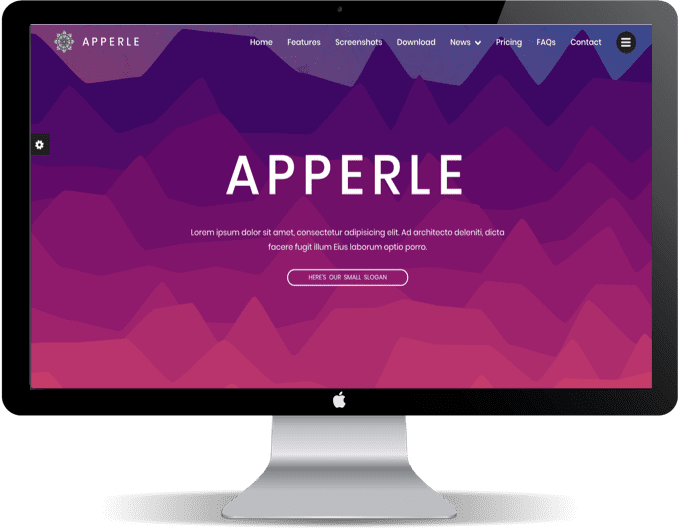 APPERLE
Home Features Screenshots Download News Pricing FAQs Contact
APPERLE
Lorem ipsum dolor sit amet, consectetur adipisicing elit. Ad architecto deleniti, dicta
facere fugit illum Eius laborum optio porro.
HERE'S OUR SMALL SLOGAN